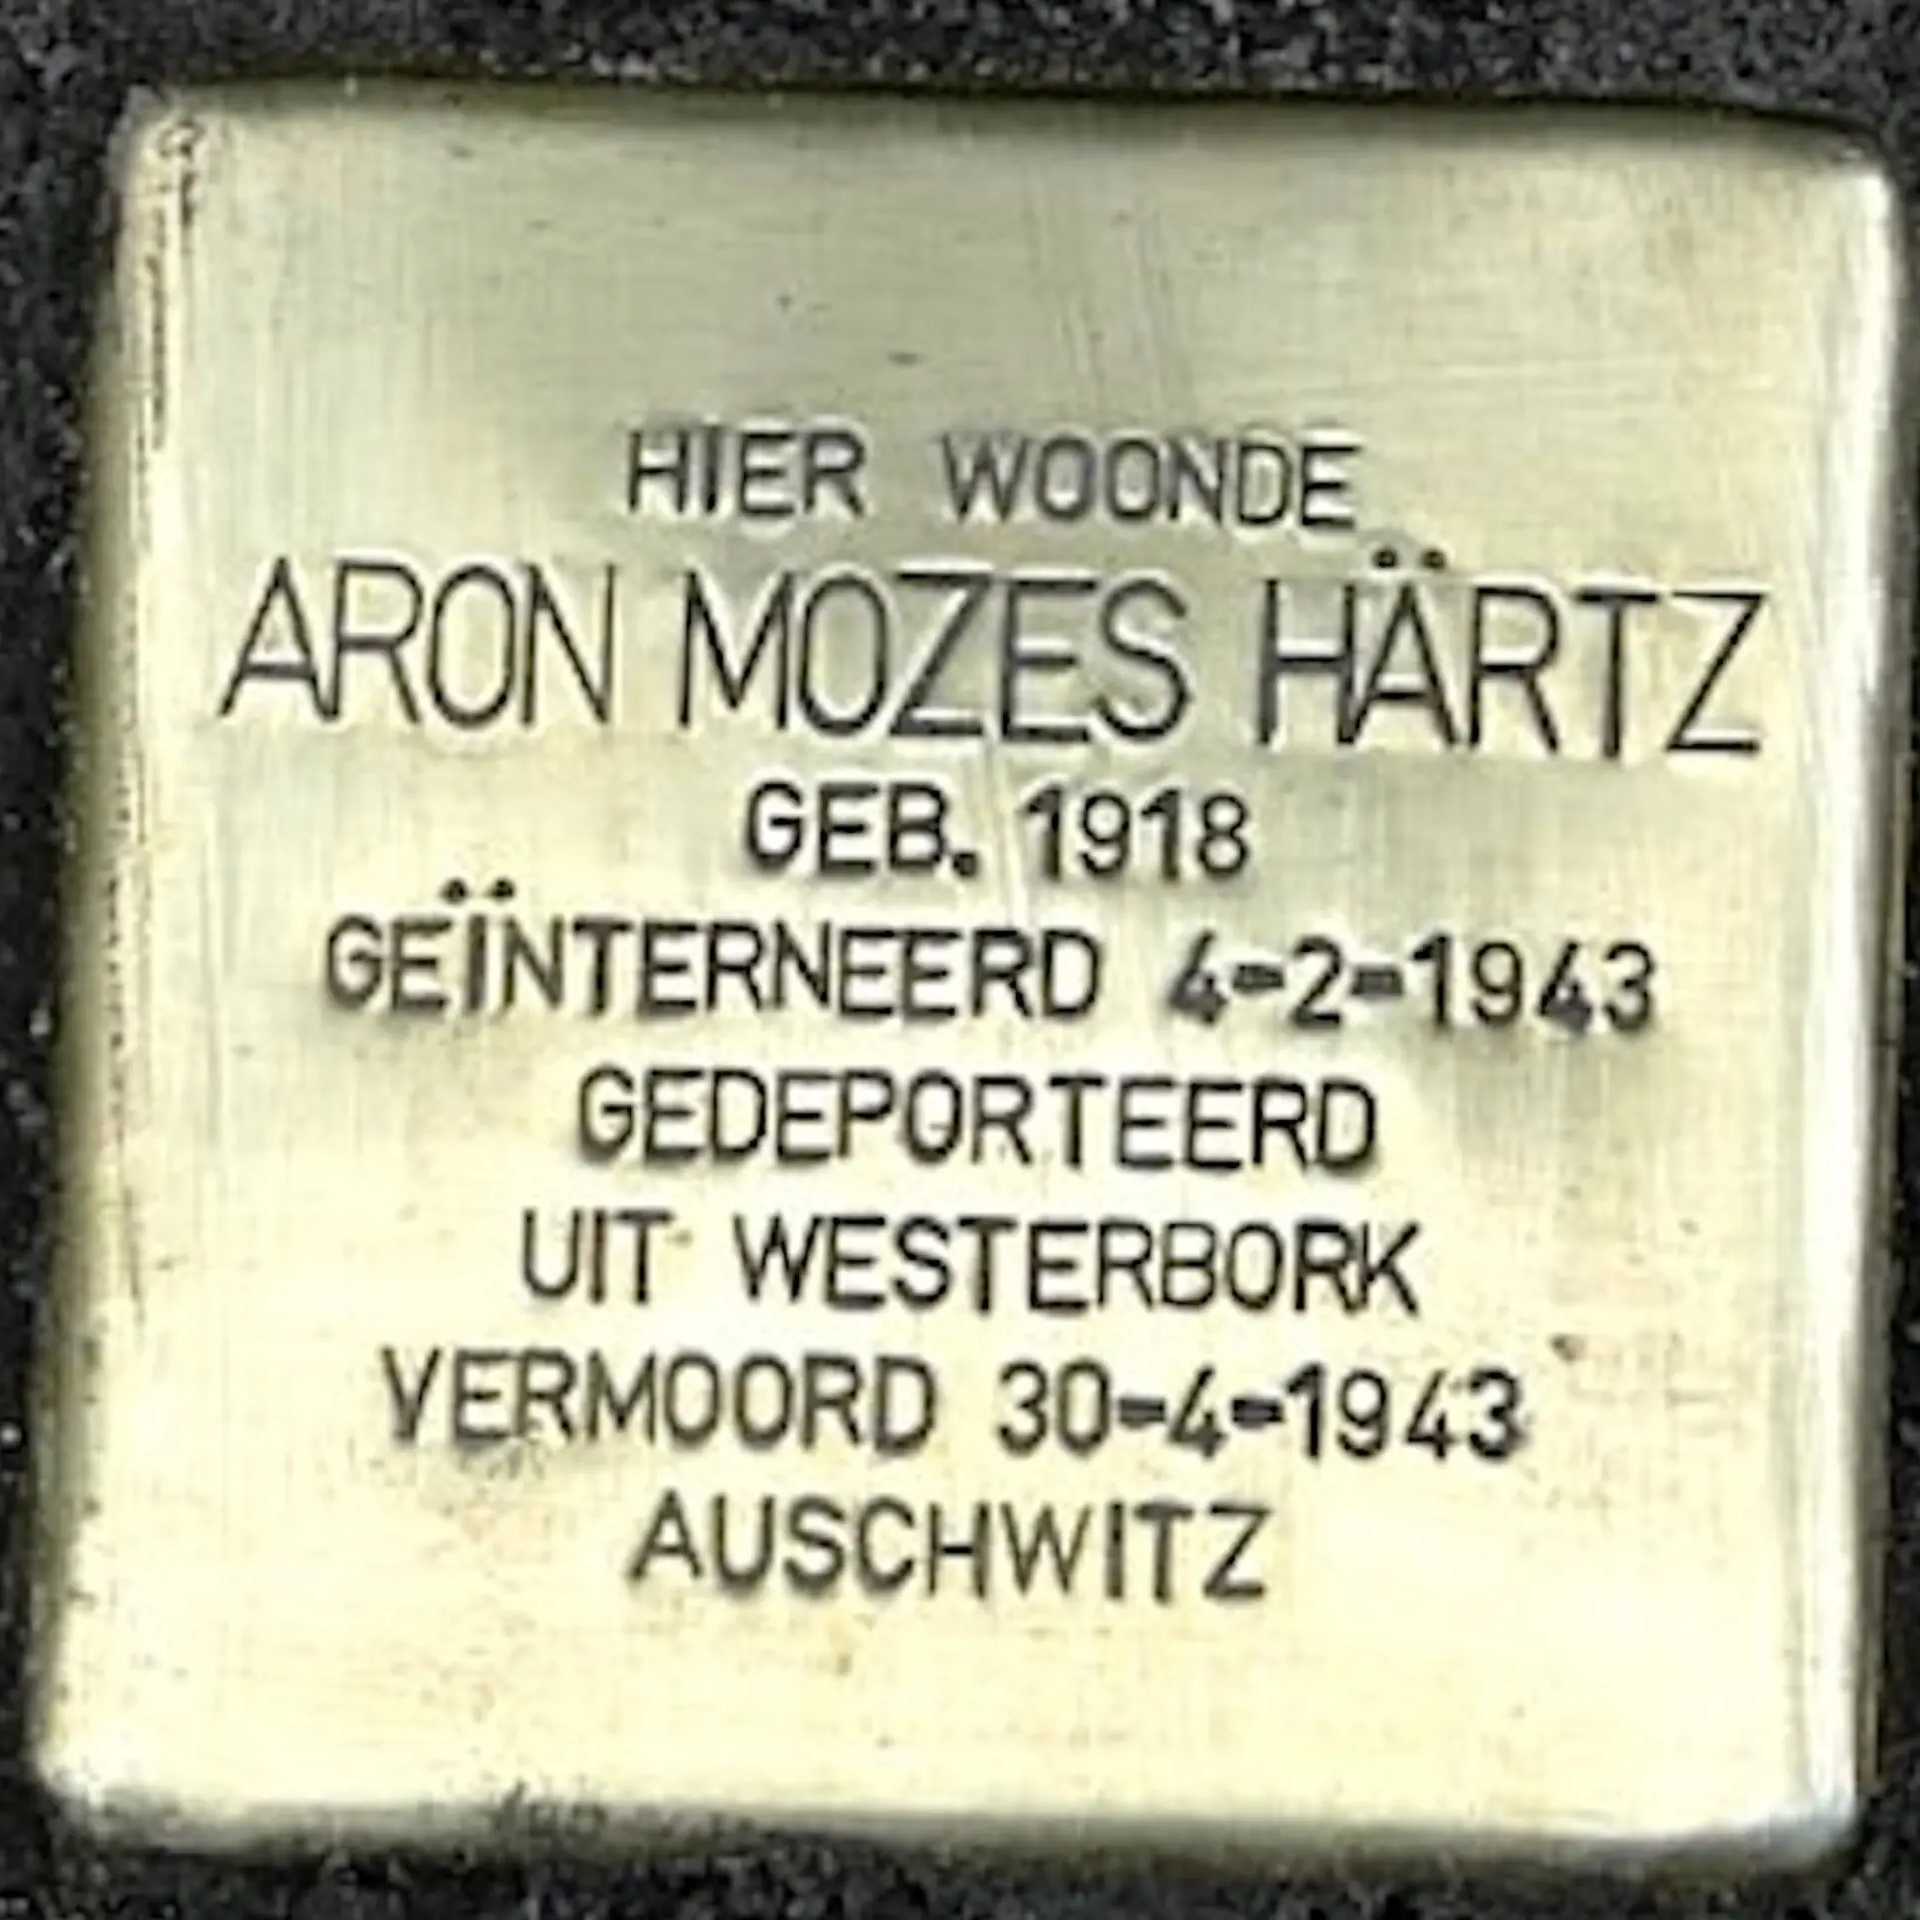 HIER WOONDE
ARON MOZES HÄRTZ
GEB. 1918
GEÏNTERNEERD 4-2-1943
GEDEPORTEERD
UIT WESTERBORK
VERMOORD 30-4-1943
AUSCHWITZ